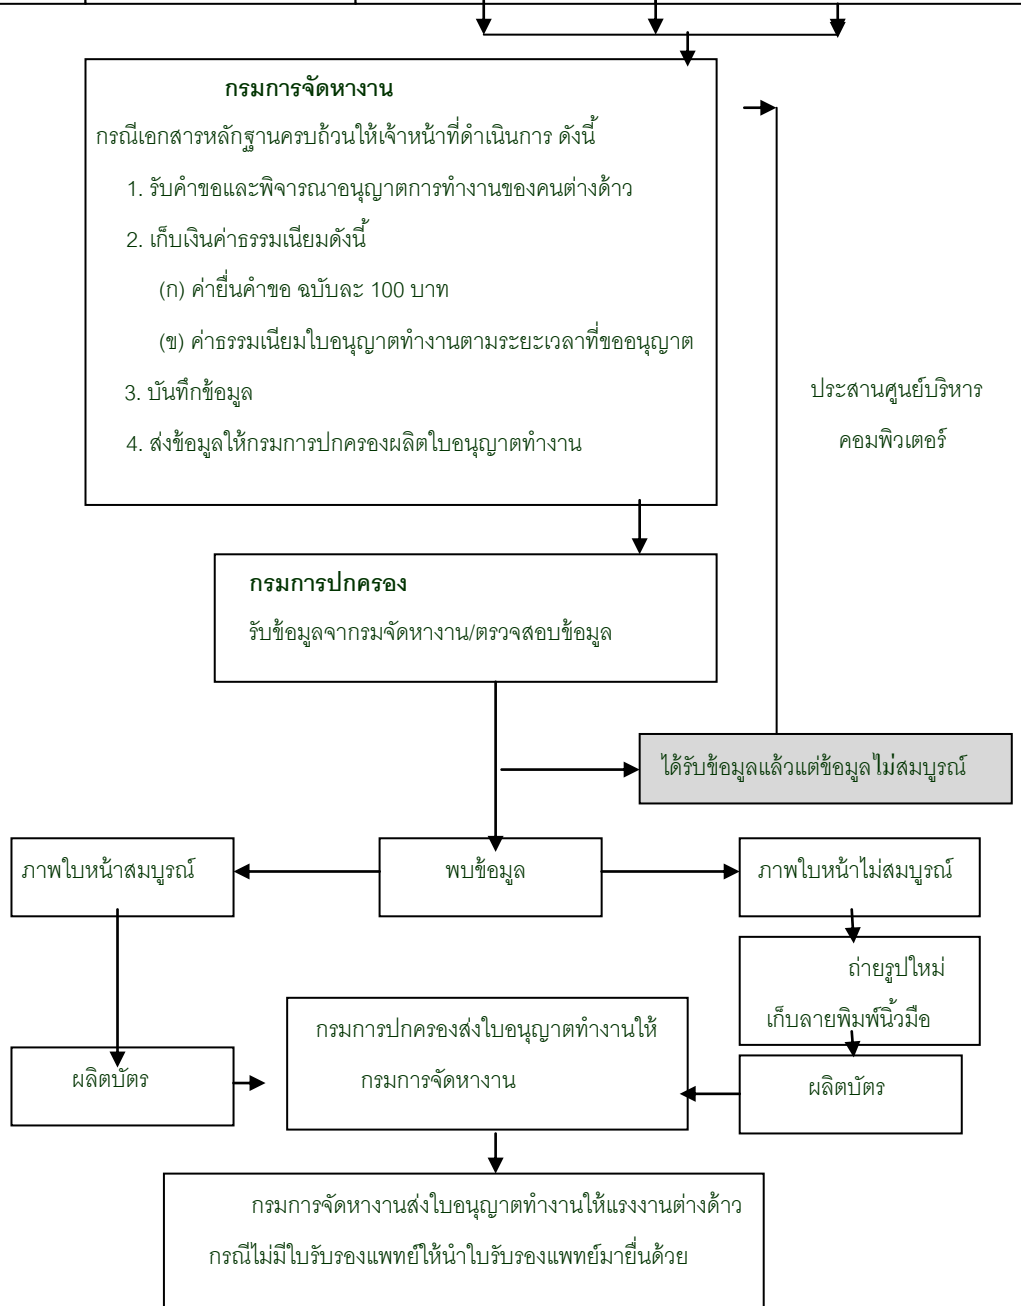 กรมการจัดหางาน
กรณีเอกสารหลักฐานครบถ้วนให้เจ้าหน้าที่ดำเนินการ ดังนี้
1. รับคำขอและพิจารณาอนุญาตการทำงานของคนต่างด้าว
2. เก็บเงินค่าธรรมเนียมดังนี้
(ก) ค่ายื่นคำขอ ฉบับละ 100 บาท
(ข) ค่าธรรมเนียมใบอนุญาตทำงานตามระยะเวลาที่ขออนุญาต
3. บันทึกข้อมูล
4. ส่งข้อมูลให้กรมการปกครองผลิตใบอนุญาตทำงาน
ประสานศูนย์บริหาร
คอมพิวเตอร์
กรมการปกครอง
รับข้อมูลจากรมจัดหางาน/ตรวจสอบข้อมูล
ได้รับข้อมูลแล้วแต่ข้อมูลไม่สมบูรณ์
ภาพใบหน้าสมบูรณ์
พบข้อมูล
ภาพใบหน้าไม่สมบูรณ์
ถ่ายรูปใหม่
เก็บลายพิมพ์นิ้วมือ
กรมการปกครองส่งใบอนุญาตทำงานให้
กรมการจัดหางาน
ผลิตบัตร
ผลิตบัตร
กรมการจัดหางานส่งใบอนุญาตทำงานให้แรงงานต่างด้าว
กรณีไม่มีใบรับรองแพทย์ให้นำใบรับรองแพทย์มายื่นด้วย